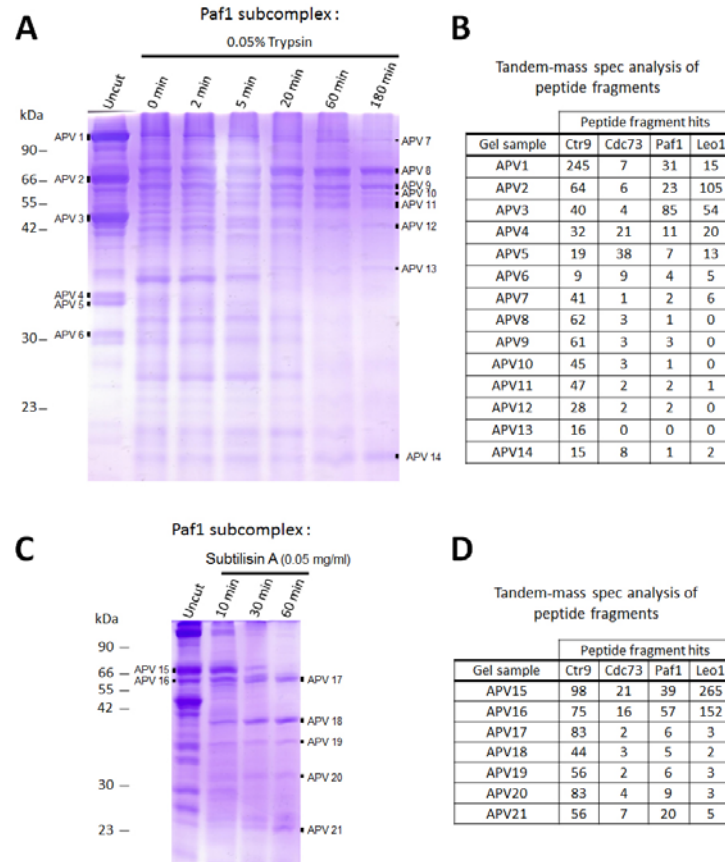 A
Paf1 subcomplex :
0.05% Trypsin
Uncut
0 min
2 min
5 min
20 min
60 min
180 min
kDa
90
66
55
42
30
23
APV 1
APV 2
APV 3
APV 4
APV 5
APV 6
APV 7
APV 8
APV 9
APV 10
APV 11
APV 12
APV 13
APV 14
B
Tandem-mass spec analysis of
peptide fragments
Peptide fragment hits
Gel sample Ctr9 Cdc73 Paf1 Leo1
APV1 245 7 31 15
APV2 64 6 23 105
APV3 40 4 85 54
APV4 32 21 11 20
APV5 19 38 7 13
APV6 9 9 4 5
APV7 41 1 2 6
APV8 62 3 1 0
APV9 61 3 3 0
APV10 45 3 1 0
APV11 47 2 2 1
APV12 28 2 2 0
APV13 16 0 0 0
APV14 15 8 1 2
C
Paf1 subcomplex :
Subtilisin A (0.05 mg/ml)
Uncut
10 min
30 min
60 min
kDa
90
66
55
42
30
23
APV 15
APV 16
APV 17
APV 18
APV 19
APV 20
APV 21
D
Tandem-mass spec analysis of
peptide fragments
Peptide fragment hits
Gel sample Ctr9 Cdc73 Paf1 Leo1
APV15 98 21 39 265
APV16 75 16 57 152
APV17 83 2 6 3
APV18 44 3 5 2
APV19 56 2 6 3
APV20 83 4 9 3
APV21 56 7 20 5